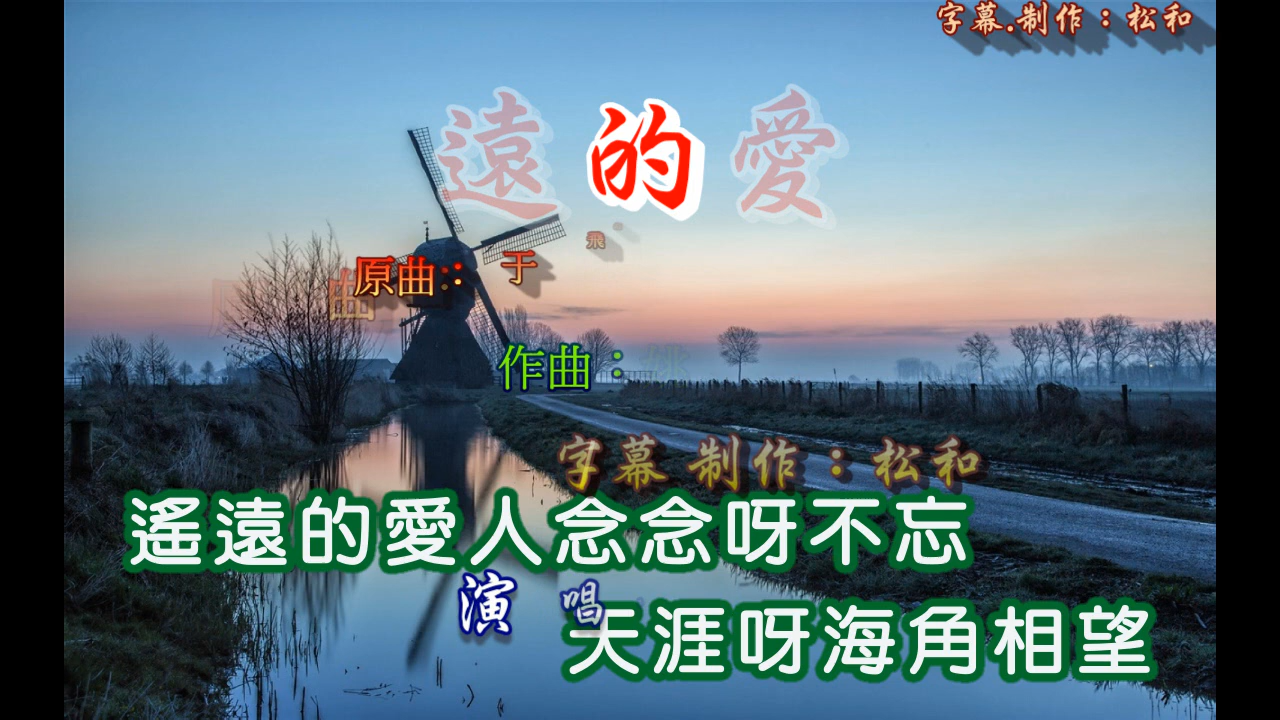 字幕.制作：松和
遠的愛
原曲：于
飛
作曲：
字幕 制作：松和
遙遠的愛人念念呀不忘
演唱
天涯呀海角相望